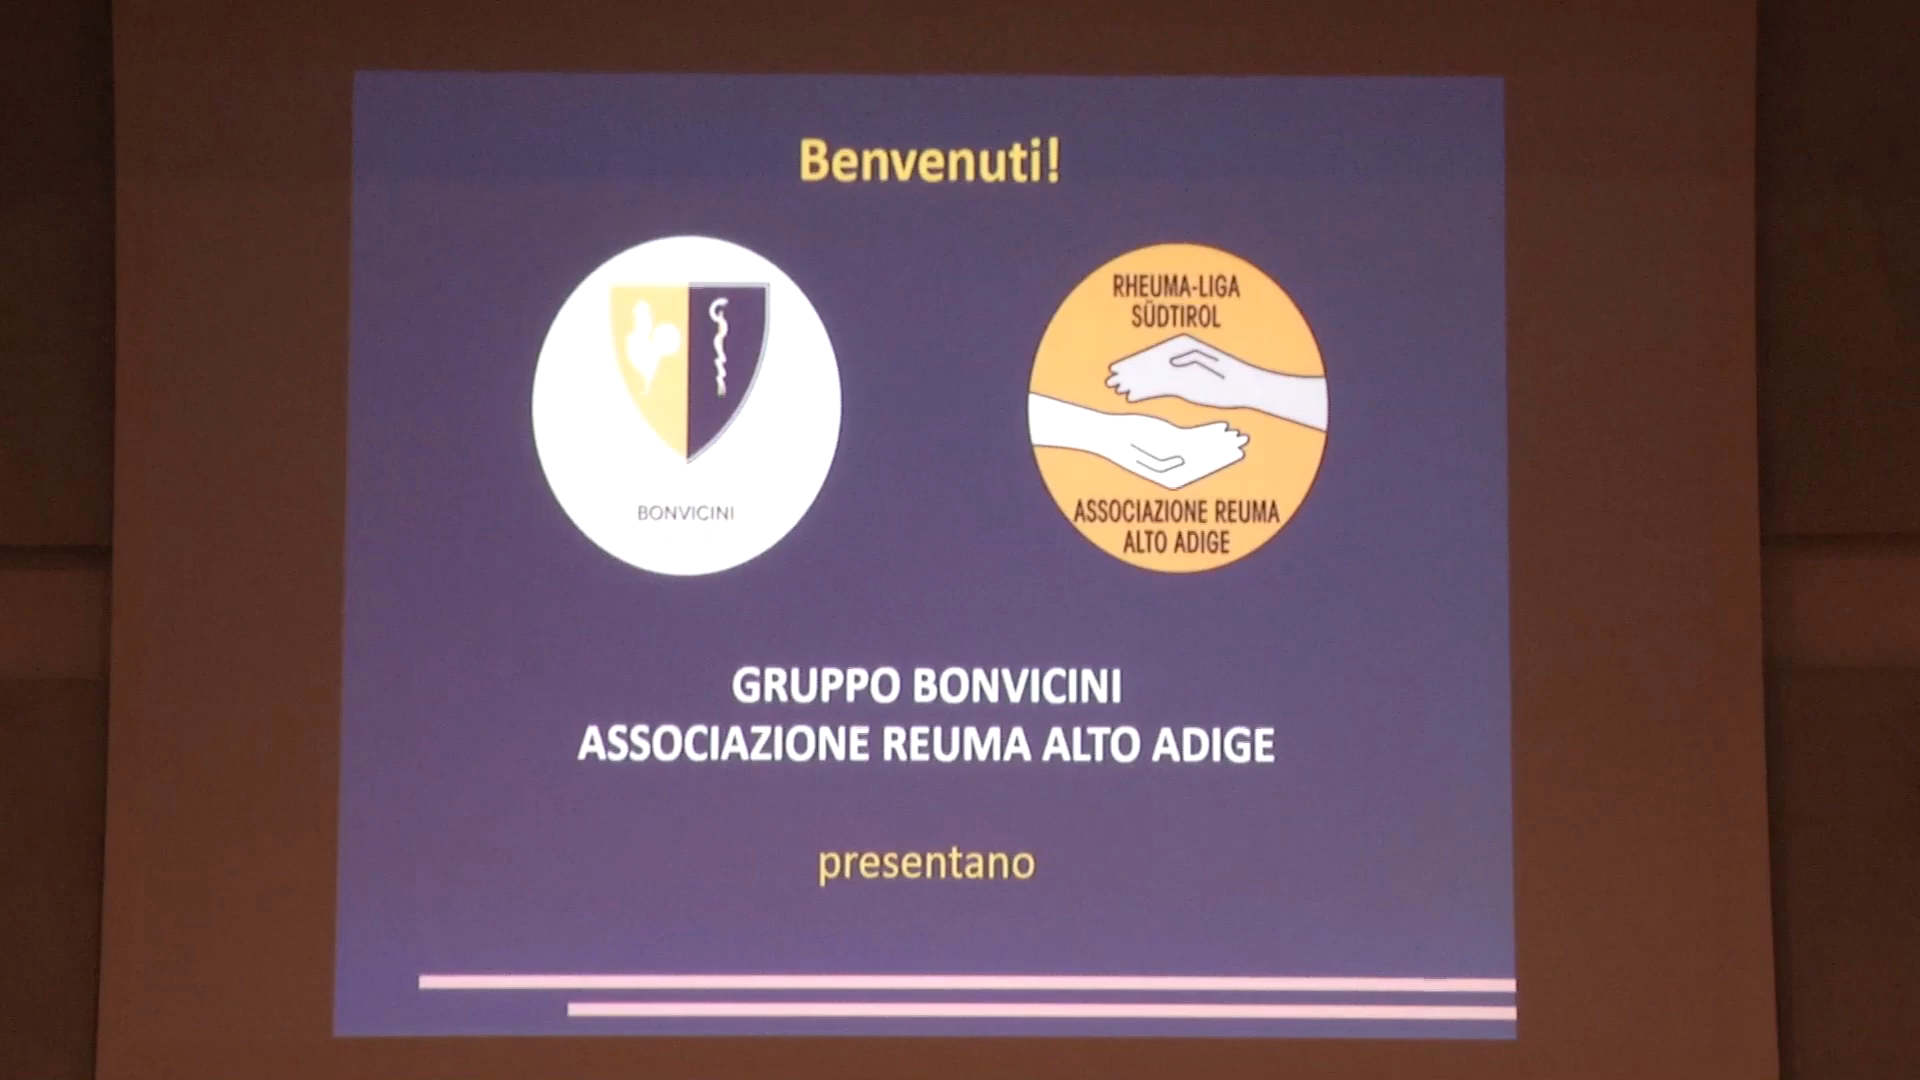 Benvenuti!
BONVICINI
RHEUMA-LIGA
SÜDTIROL
ASSOCIAZIONE REUMA
ALTO ADIGE
GRUPPO BONVICINI
ASSOCIAZIONE REUMA ALTO ADIGE
presentano